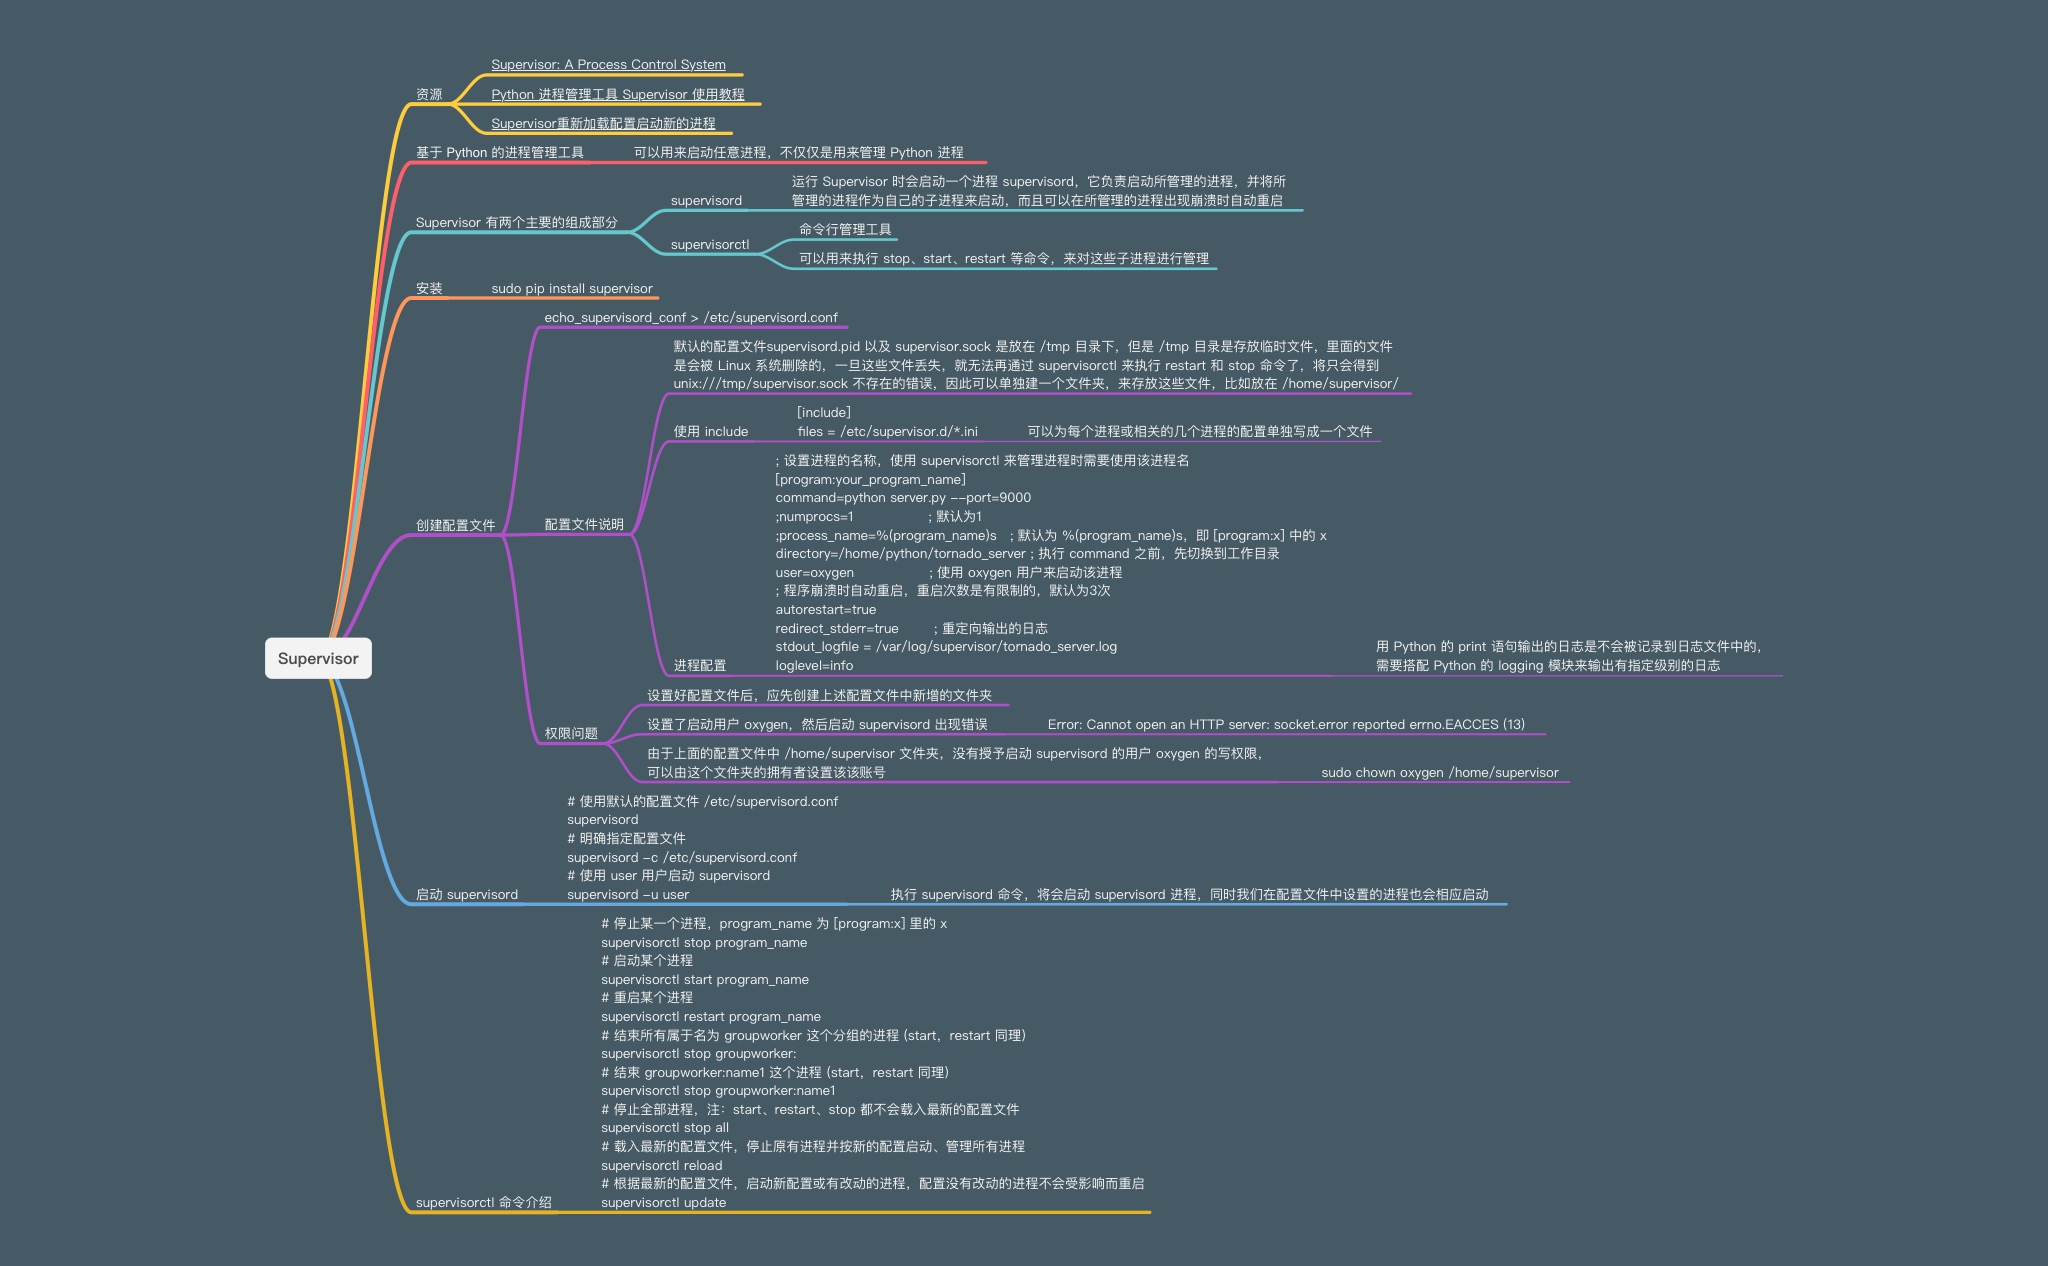 Supervisor
资源
Supervisor: A Process Control System
Python 进程管理工具 Supervisor 使用教程
Supervisor重新加载配置启动新的进程
基于 Python 的进程管理工具
可以用来启动任意进程，不仅仅是用来管理 Python 进程
Supervisor 有两个主要的组成部分
supervisord
运行 Supervisor 时会启动一个进程 supervisord，它负责启动所管理的进程，并将所
管理的进程作为自己的子进程来启动，而且可以在所管理的进程出现崩溃时自动重启
supervisorctl
命令行管理工具
可以用来执行 stop、start、restart 等命令，来对这些子进程进行管理
安装
sudo pip install supervisor
创建配置文件
echo_supervisord_conf > /etc/supervisord.conf
配置文件说明
默认的配置文件supervisord.pid 以及 supervisor.sock 是放在 /tmp 目录下，但是 /tmp 目录是存放临时文件，里面的文件
是会被 Linux 系统删除的，一旦这些文件丢失，就无法再通过 supervisorctl 来执行 restart 和 stop 命令了，将只会得到
unix:///tmp/supervisor.sock 不存在的错误，因此可以单独建一个文件夹，来存放这些文件，比如放在 /home/supervisor/
使用 include
[include]
files = /etc/supervisor.d/*.ini
可以为每个进程或相关的几个进程的配置单独写成一个文件
进程配置
; 设置进程的名称，使用 supervisorctl 来管理进程时需要使用该进程名
[program:your_program_name]
command=python server.py --port=9000
;numprocs=1 ; 默认为1
;process_name=%(program_name)s ; 默认为 %(program_name)s，即 [program:x] 中的 x
directory=/home/python/tornado_server ; 执行 command 之前，先切换到工作目录
user=oxygen ; 使用 oxygen 用户来启动该进程
; 程序崩溃时自动重启，重启次数是有限制的，默认为3次
autorestart=true
redirect_stderr=true ; 重定向输出的日志
stdout_logfile = /var/log/supervisor/tornado_server.log
loglevel=info
用 Python 的 print 语句输出的日志是不会被记录到日志文件中的，
需要搭配 Python 的 logging 模块来输出有指定级别的日志
权限问题
设置好配置文件后，应先创建上述配置文件中新增的文件夹
设置了启动用户 oxygen，然后启动 supervisord 出现错误
Error: Cannot open an HTTP server: socket.error reported errno.EACCES (13)
由于上面的配置文件中 /home/supervisor 文件夹，没有授予启动 supervisord 的用户 oxygen 的写权限，
可以由这个文件夹的拥有者设置该该账号
sudo chown oxygen /home/supervisor
启动 supervisord
# 使用默认的配置文件 /etc/supervisord.conf
supervisord
# 明确指定配置文件
supervisord -c /etc/supervisord.conf
# 使用 user 用户启动 supervisord
supervisord -u user
执行 supervisord 命令，将会启动 supervisord 进程，同时我们在配置文件中设置的进程也会相应启动
supervisorctl 命令介绍
# 停止某一个进程，program_name 为 [program:x] 里的 x
supervisorctl stop program_name
# 启动某个进程
supervisorctl start program_name
# 重启某个进程
supervisorctl restart program_name
# 结束所有属于名为 groupworker 这个分组的进程 (start，restart 同理)
supervisorctl stop groupworker:
# 结束 groupworker:name1 这个进程 (start，restart 同理)
supervisorctl stop groupworker:name1
# 停止全部进程，注：start、restart、stop 都不会载入最新的配置文件
supervisorctl stop all
# 载入最新的配置文件，停止原有进程并按新的配置启动、管理所有进程
supervisorctl reload
# 根据最新的配置文件，启动新配置或有改动的进程，配置没有改动的进程不会受影响而重启
supervisorctl update